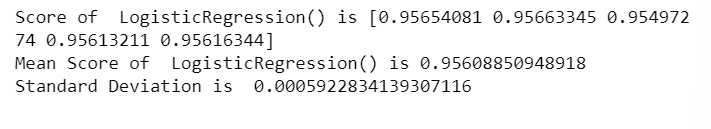 Score of  LogisticRegression() is [0.95654081 0.95663345 0.954972
74 0.95613211 0.95616344]
Mean Score of  LogisticRegression() is 0.95608850948918
Standard Deviation is  0.0005922834139307116